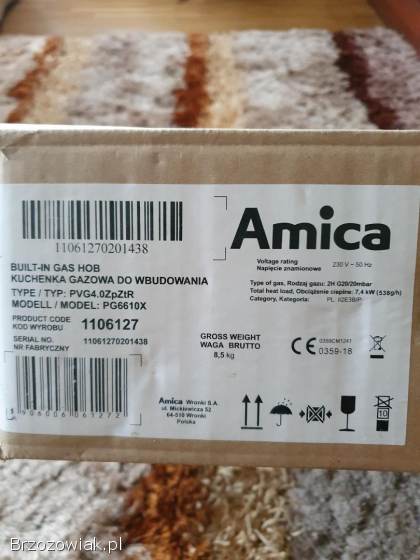 11061270201438
Amica
BUILT-IN GAS HOB
KUCHENKA GAZOWA DO WBUDOWANIA
TYPE / TYP: PVG4.0ZpZtR
MODELL / MODEL: PG6610X
PRODUCT CODE
KOD WYROBU 1106127
SERIAL NO. 11061270201438
NR FABRYCZNY
Voltage rating
Napięcie znamionowe 230 V ~ 50 Hz
Type of gas, Rodzaj gazu: 2H G20/20mbar
Total heat load, Obciążenie cieplne: 7,4 kW (538g/h)
Category, Kategoria: PL II2E3B/P
GROSS WEIGHT
WAGA BRUTTO
8,5 kg
CE 0359CM1241
0359-18
5 906006 061272
Amica Wronki S.A.
ul. Mickiewicza 52
64-510 Wronki
Polska
10
Brzozowiak.pl